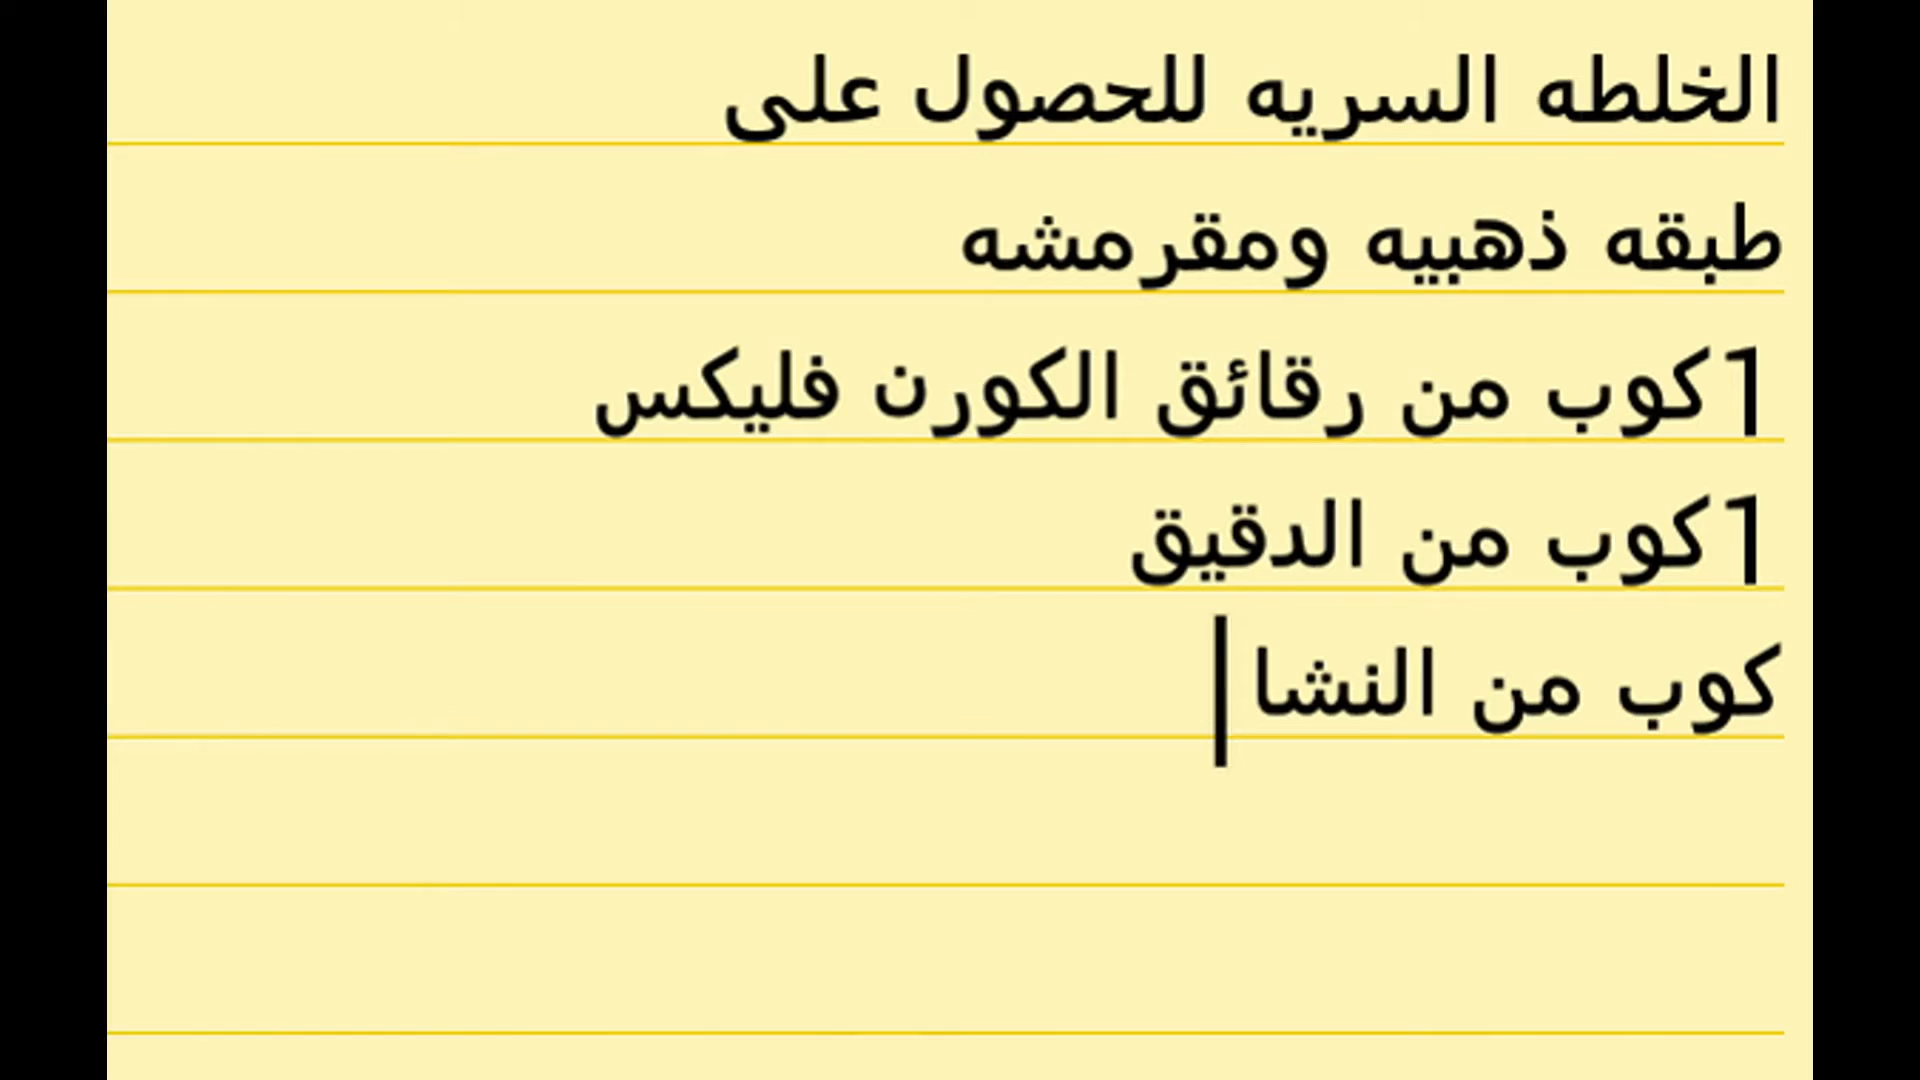 الخلطه السريه للحصول على
طبقه ذهبيه ومقرمشه
1كوب من رقائق الكورن فليكس
1كوب من الدقيق
كوب من النشا